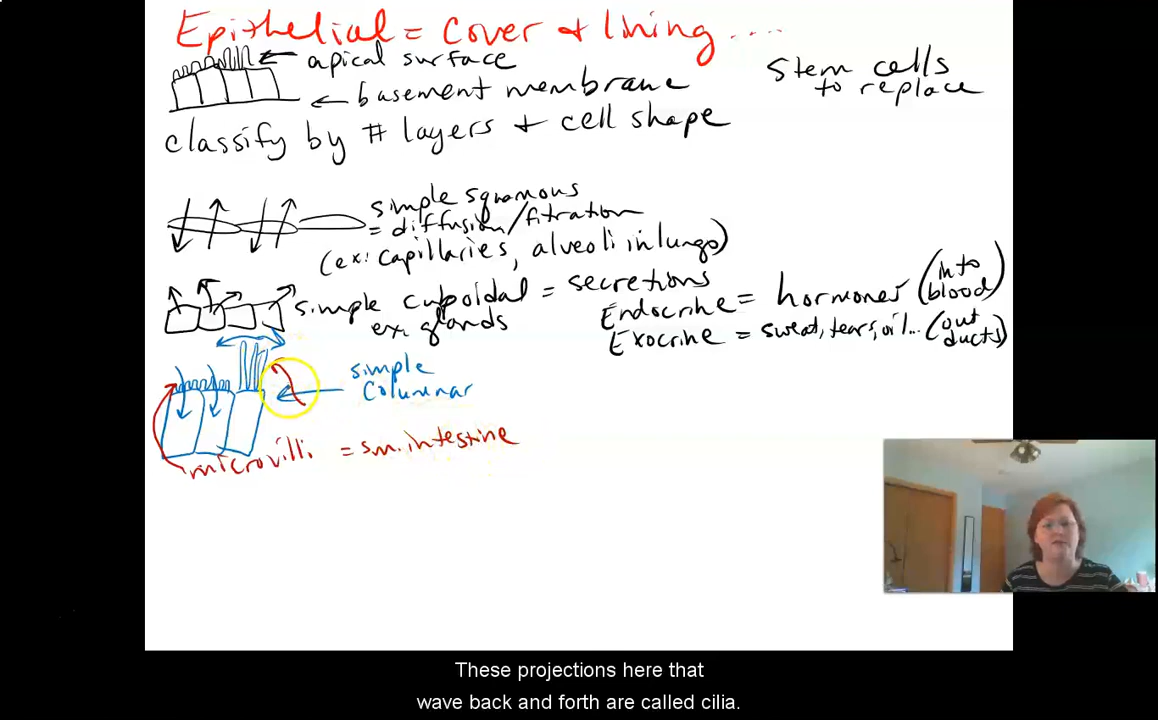 Epithelial = cover & lining ....
← apical surface
← basement membrane
Stem cells
to replace
classify by # layers & cell shape
simple squamous
= diffusion/fitration
(ex: capillaries, alveoli in lungs)
simple cuboidal = secretions
ex: glands
Endocrine = hormones (into blood)
Exocrine = sweat, tears, oil... (out ducts)
simple
Columnar
microvilli = sm. intestine
These projections here that
wave back and forth are called cilia.